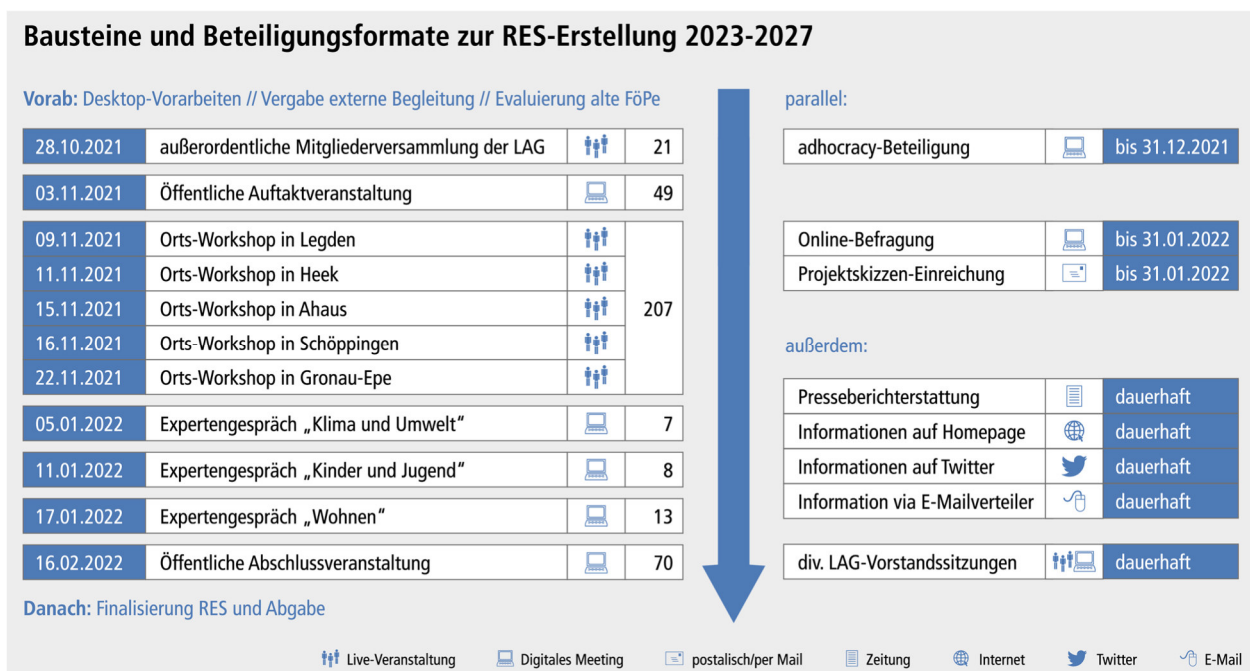 Bausteine und Beteiligungsformate zur RES-Erstellung 2023-2027
Vorab: Desktop-Vorarbeiten // Vergabe externe Begleitung // Evaluierung alte FöPe
28.10.2021 außerordentliche Mitgliederversammlung der LAG 21
03.11.2021 Öffentliche Auftaktveranstaltung 49
09.11.2021 Orts-Workshop in Legden
11.11.2021 Orts-Workshop in Heek
15.11.2021 Orts-Workshop in Ahaus 207
16.11.2021 Orts-Workshop in Schöppingen
22.11.2021 Orts-Workshop in Gronau-Epe
05.01.2022 Expertengespräch „Klima und Umwelt“ 7
11.01.2022 Expertengespräch „Kinder und Jugend“ 8
17.01.2022 Expertengespräch „Wohnen“ 13
16.02.2022 Öffentliche Abschlussveranstaltung 70
Danach: Finalisierung RES und Abgabe
parallel:
adhocracy-Beteiligung bis 31.12.2021
Online-Befragung bis 31.01.2022
Projektskizzen-Einreichung bis 31.01.2022
außerdem:
Presseberichterstattung dauerhaft
Informationen auf Homepage dauerhaft
Informationen auf Twitter dauerhaft
Information via E-Mailverteiler dauerhaft
div. LAG-Vorstandssitzungen dauerhaft
Live-Veranstaltung Digitales Meeting postalisch/per Mail Zeitung Internet Twitter E-Mail